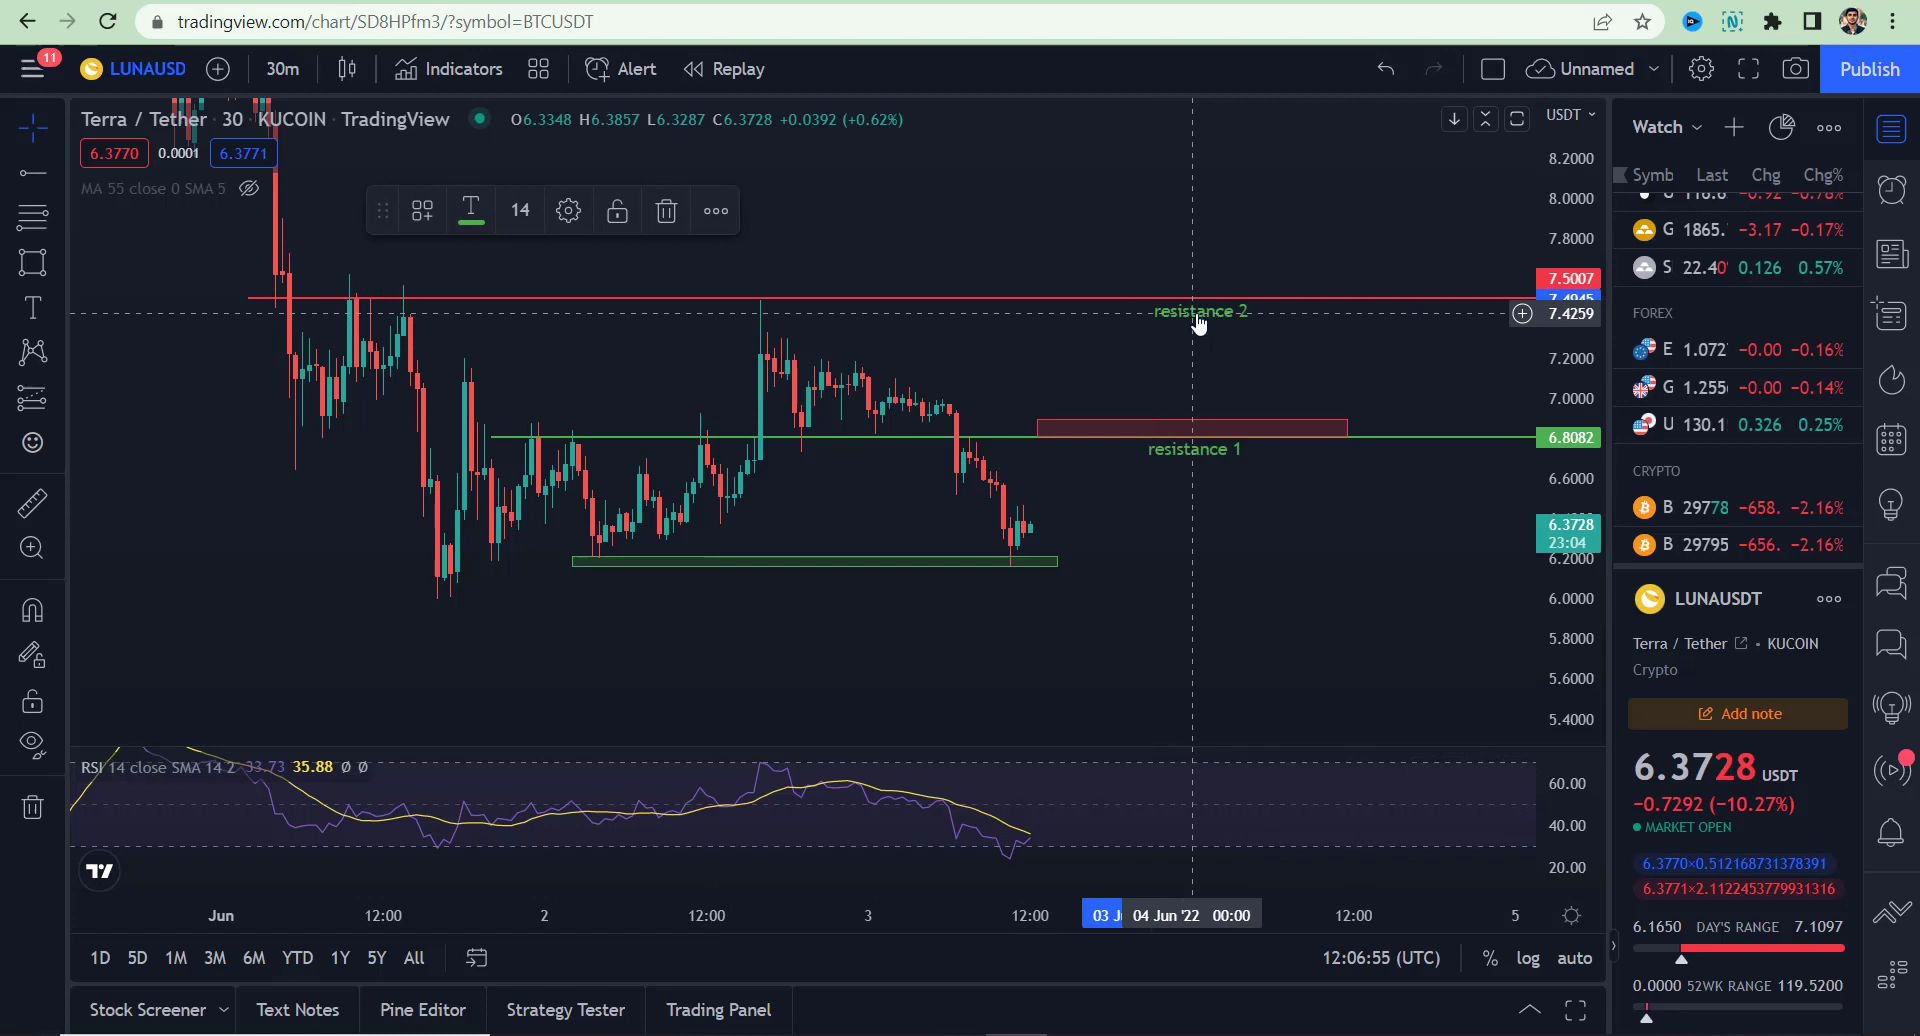 tradingview.com/chart/SD8HPfm3/?symbol=BTCUSDT
11
LUNAUSD
30m
Indicators
Alert
Replay
Unnamed
Publish
Terra / Tether · 30 · KUCOIN · TradingView
O6.3348 H6.3857 L6.3287 C6.3728 +0.0392 (+0.62%)
6.3770
0.0001
6.3771
MA 55 close 0 SMA 5
T
14
USDT
8.2000
8.0000
7.8000
7.5007
7.4945
7.4259
7.2000
7.0000
6.8082
6.6000
6.3728
23:04
6.2000
6.0000
5.8000
5.6000
5.4000
resistance 2
resistance 1
RSI 14 close SMA 14 2 33.73 35.88 Ø Ø
60.00
40.00
20.00
Jun
12:00
2
12:00
3
12:00
04 Jun '22 00:00
12:00
5
1D
5D
1M
3M
6M
YTD
1Y
5Y
All
12:06:55 (UTC)
%
log
auto
Stock Screener
Text Notes
Pine Editor
Strategy Tester
Trading Panel
Watch
Symb Last Chg Chg%
G 1865. −3.17 −0.17%
S 22.40 0.126 0.57%
FOREX
E 1.072 −0.00 −0.16%
G 1.255 −0.00 −0.14%
U 130.1 0.326 0.25%
CRYPTO
B 29778 −658. −2.16%
B 29795 −656. −2.16%
LUNAUSDT
Terra / Tether • KUCOIN
Crypto
Add note
6.3728 USDT
−0.7292 (−10.27%)
MARKET OPEN
6.3770×0.512168731378391
6.3771×2.1122453779931316
6.1650 DAY'S RANGE 7.1097
0.0000 52WK RANGE 119.5200